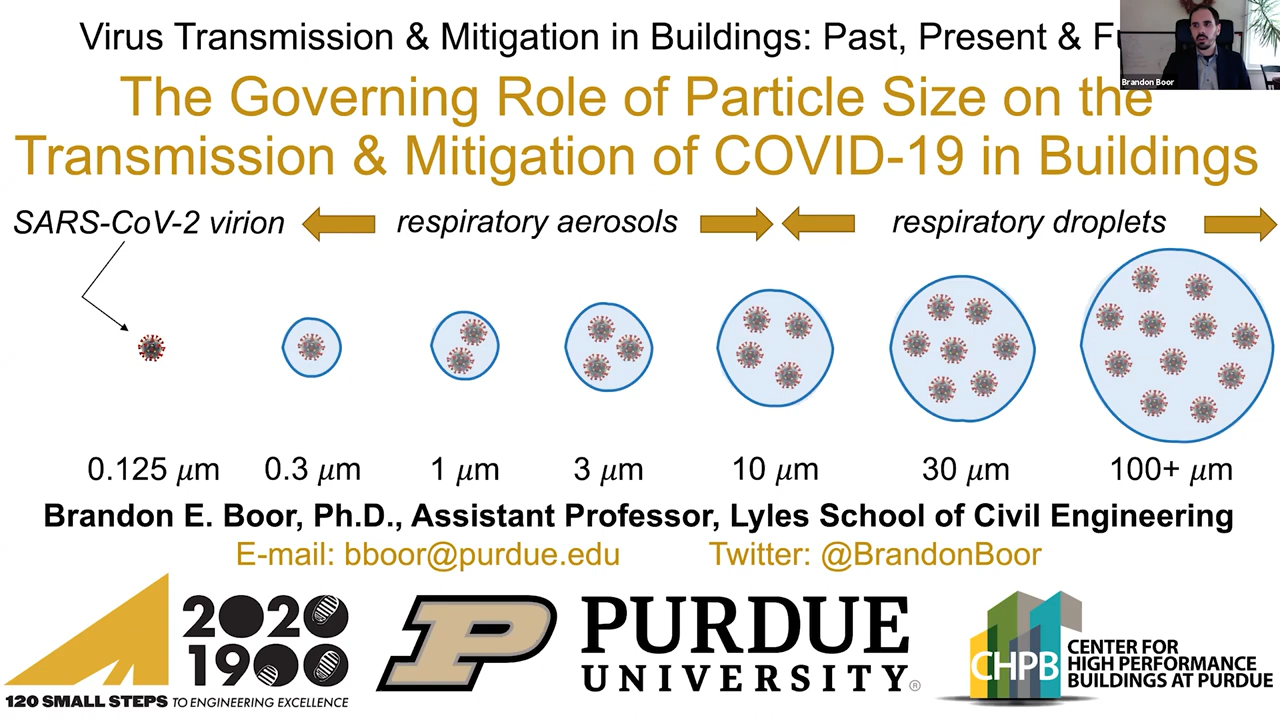 Virus Transmission & Mitigation in Buildings: Past, Present &
Brandon Boor
The Governing Role of Particle Size on the
Transmission & Mitigation of COVID-19 in Buildings
SARS-CoV-2 virion respiratory aerosols respiratory droplets
0.125 μm 0.3 μm 1 μm 3 μm 10 μm 30 μm 100+ μm
Brandon E. Boor, Ph.D., Assistant Professor, Lyles School of Civil Engineering
E-mail: bboor@purdue.edu Twitter: @BrandonBoor
2020
1900
120 SMALL STEPS TO ENGINEERING EXCELLENCE
P
PURDUE
UNIVERSITY®
CHPB
CENTER FOR
HIGH PERFORMANCE
BUILDINGS AT PURDUE